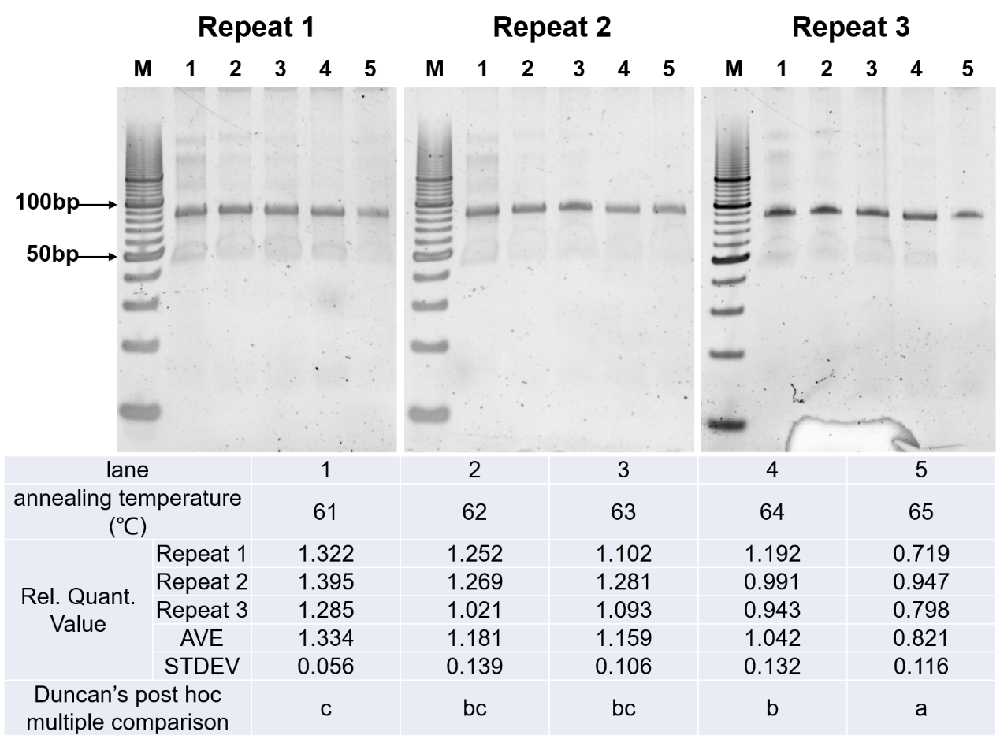 Repeat 1 Repeat 2 Repeat 3
M 1 2 3 4 5 M 1 2 3 4 5 M 1 2 3 4 5
100bp
50bp
lane 1 2 3 4 5
annealing temperature
(℃) 61 62 63 64 65
Rel. Quant.
Value
Repeat 1 1.322 1.252 1.102 1.192 0.719
Repeat 2 1.395 1.269 1.281 0.991 0.947
Repeat 3 1.285 1.021 1.093 0.943 0.798
AVE 1.334 1.181 1.159 1.042 0.821
STDEV 0.056 0.139 0.106 0.132 0.116
Duncan's post hoc
multiple comparison c bc bc b a